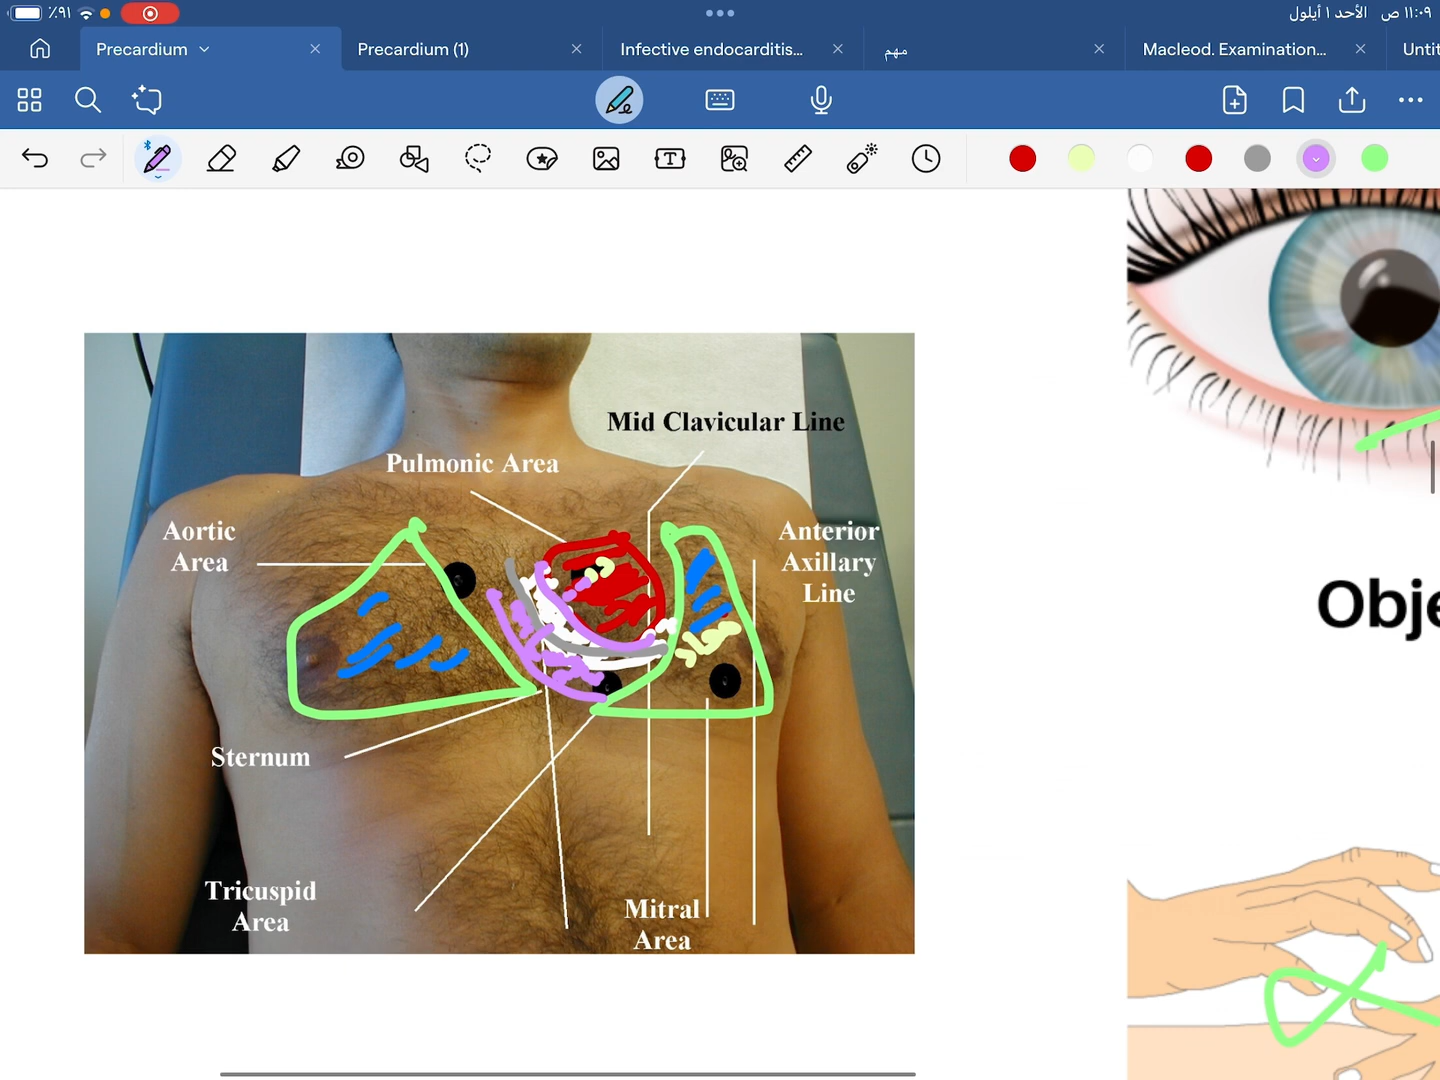 ٪٩١
١١:٠٩ ص الأحد ١ أيلول
Precardium
Precardium (1)
Infective endocarditis...
مهم
Macleod. Examination...
Untit
Mid Clavicular Line
Pulmonic Area
Aortic
Area
Anterior
Axillary
Line
Sternum
Tricuspid
Area
Mitral
Area
Obje